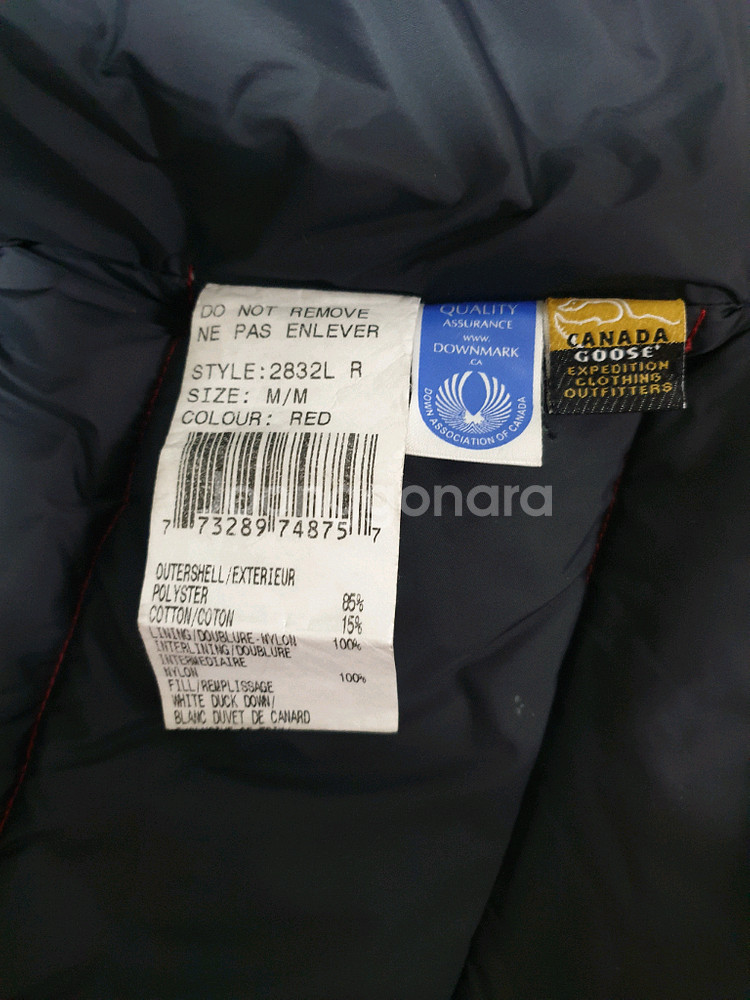 DO NOT REMOVE
NE PAS ENLEVER
STYLE:2832L R
SIZE: M/M
COLOUR: RED
7 73289 74875 7
OUTERSHELL/EXTERIEUR
POLYSTER 85%
COTTON/COTON 15%
LINING/DOUBLURE-NYLON 100%
INTERLINING/DOUBLURE
INTERMEDIAIRE
NYLON 100%
FILL/REMPLISSAGE
WHITE DUCK DOWN/
BLANC DUVET DE CANARD
QUALITY
ASSURANCE
www.
DOWNMARK
.CA
DOWN ASSOCIATION OF CANADA
CANADA
GOOSE
EXPEDITION
CLOTHING
OUTFITTERS